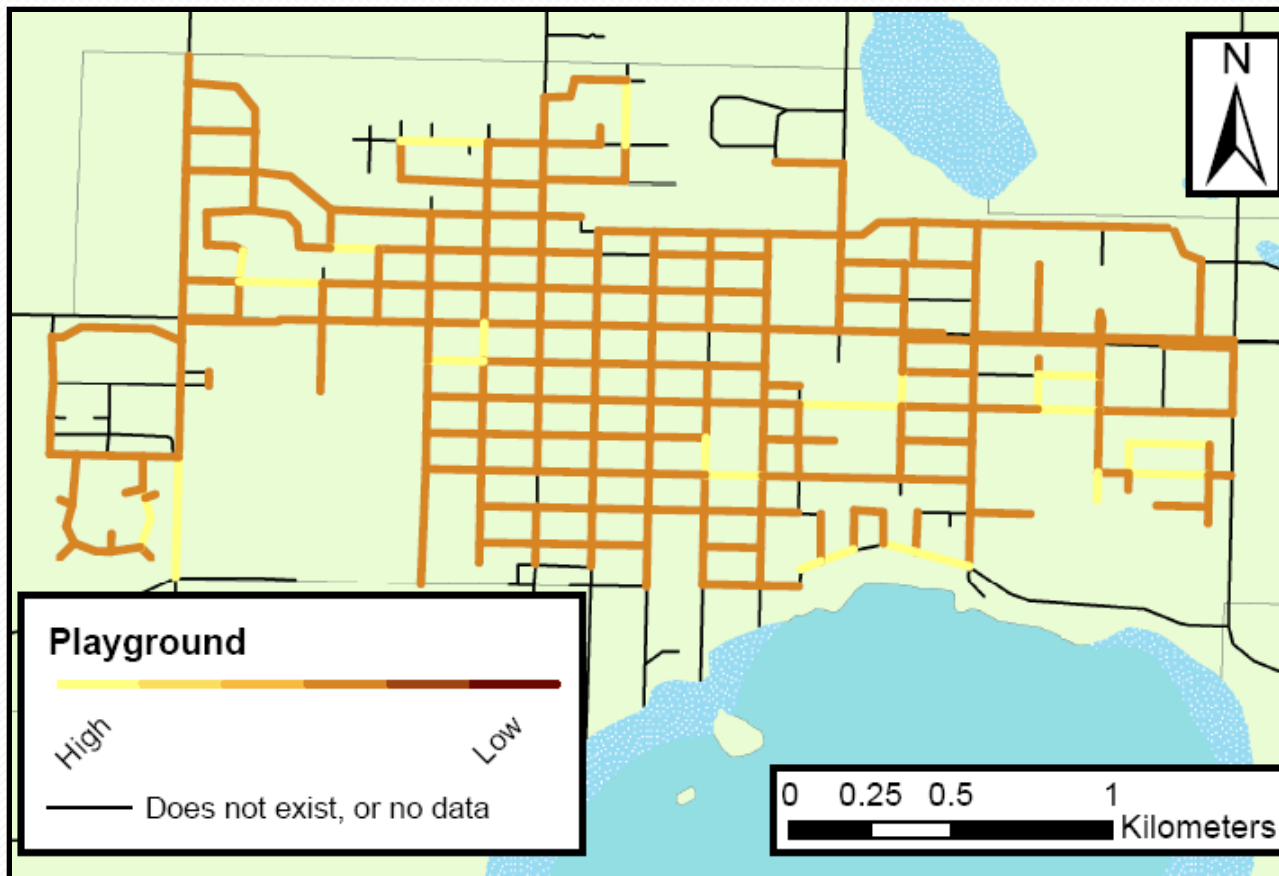 N
Playground
High
Low
Does not exist, or no data
0 0.25 0.5 1
Kilometers